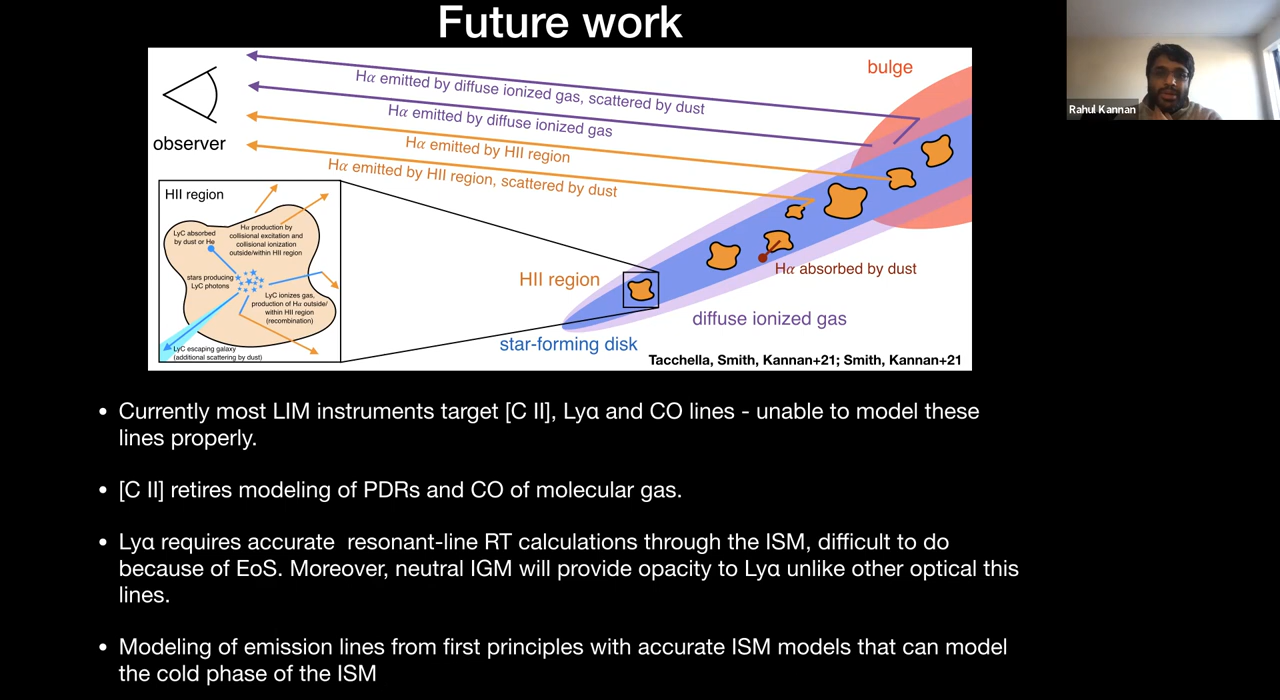 Future work
Rahul Kannan
bulge
Hα emitted by diffuse ionized gas, scattered by dust
Hα emitted by diffuse ionized gas
Hα emitted by HII region
Hα emitted by HII region, scattered by dust
observer
HII region
LyC absorbed
by dust or He
Hα production by
collisional excitation and
collisional ionization
outside/within HII region
stars producing
LyC photons
LyC ionizes gas,
production of Hα outside/
within HII region
(recombination)
LyC escaping galaxy
(additional scattering by dust)
HII region
Hα absorbed by dust
diffuse ionized gas
star-forming disk
Tacchella, Smith, Kannan+21; Smith, Kannan+21
• Currently most LIM instruments target [C II], Lyα and CO lines - unable to model these
lines properly.
• [C II] retires modeling of PDRs and CO of molecular gas.
• Lyα requires accurate resonant-line RT calculations through the ISM, difficult to do
because of EoS. Moreover, neutral IGM will provide opacity to Lyα unlike other optical this
lines.
• Modeling of emission lines from first principles with accurate ISM models that can model
the cold phase of the ISM